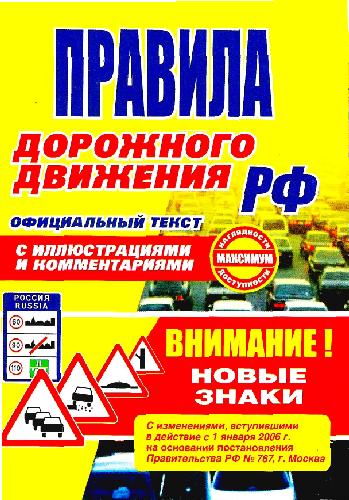 ПРАВИЛА
ДОРОЖНОГО
ДВИЖЕНИЯ
РФ
ОФИЦИАЛЬНЫЙ ТЕКСТ
С ИЛЛЮСТРАЦИЯМИ
И КОММЕНТАРИЯМИ
НАГЛЯДНОСТИ
МАКСИМУМ
ДОСТУПНОСТИ
РОССИЯ
RUSSIA
60
90
110
ВНИМАНИЕ!
НОВЫЕ
ЗНАКИ
С изменениями, вступившими
в действие с 1 января 2006 г.
на основании постановления
Правительства РФ № 767, г. Москва